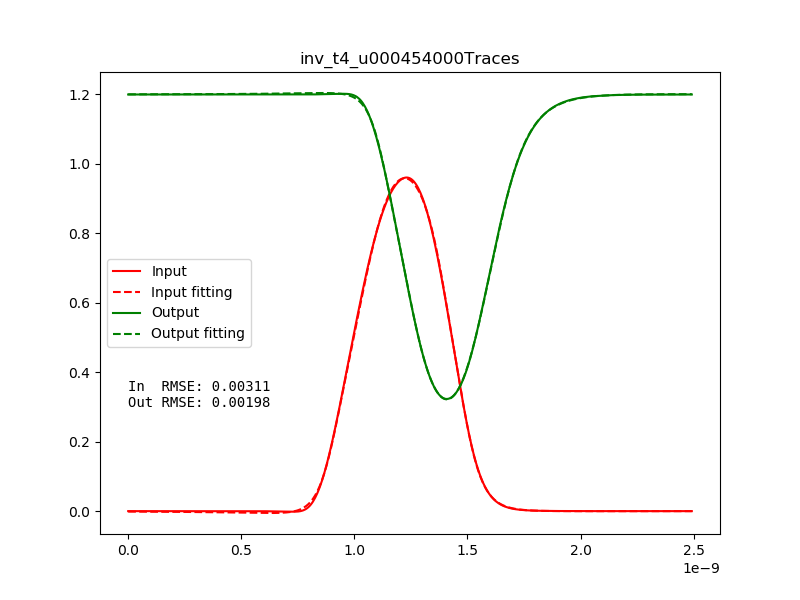 inv_t4_u000454000Traces
1.2
1.0
0.8
0.6
0.4
0.2
0.0
Input
Input fitting
Output
Output fitting
In  RMSE: 0.00311
Out RMSE: 0.00198
0.0 0.5 1.0 1.5 2.0 2.5
1e−9